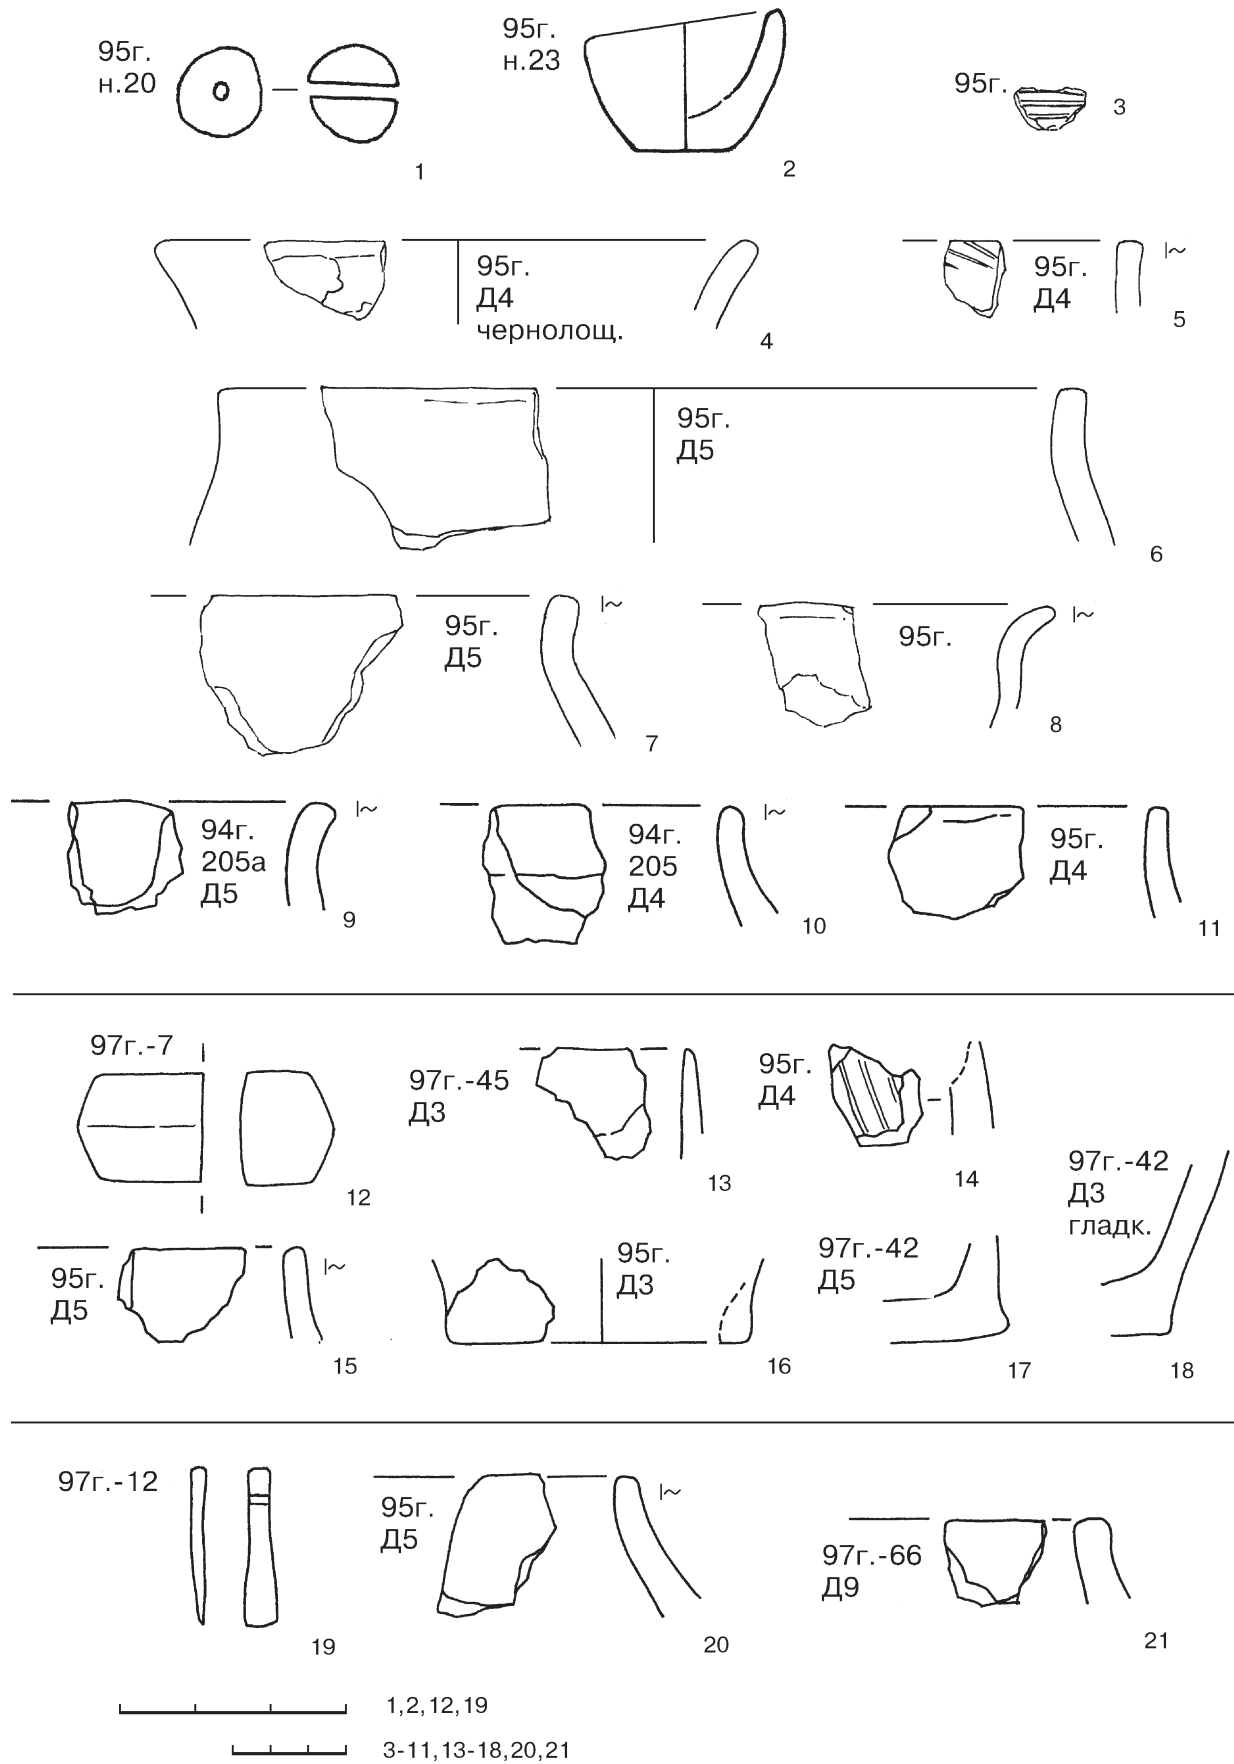 95г.
н.20
1
95г.
н.23
2
95г.
3
95г.
Д4
чернолощ.
4
95г.
Д4
5
95г.
Д5
6
95г.
Д5
7
95г.
8
94г.
205а
Д5
9
94г.
205
Д4
10
95г.
Д4
11
97г.-7
12
97г.-45
Д3
13
95г.
Д4
14
95г.
Д5
15
95г.
Д3
16
97г.-42
Д5
17
97г.-42
Д3
гладк.
18
97г.-12
19
95г.
Д5
20
97г.-66
Д9
21
1,2,12,19
3-11,13-18,20,21